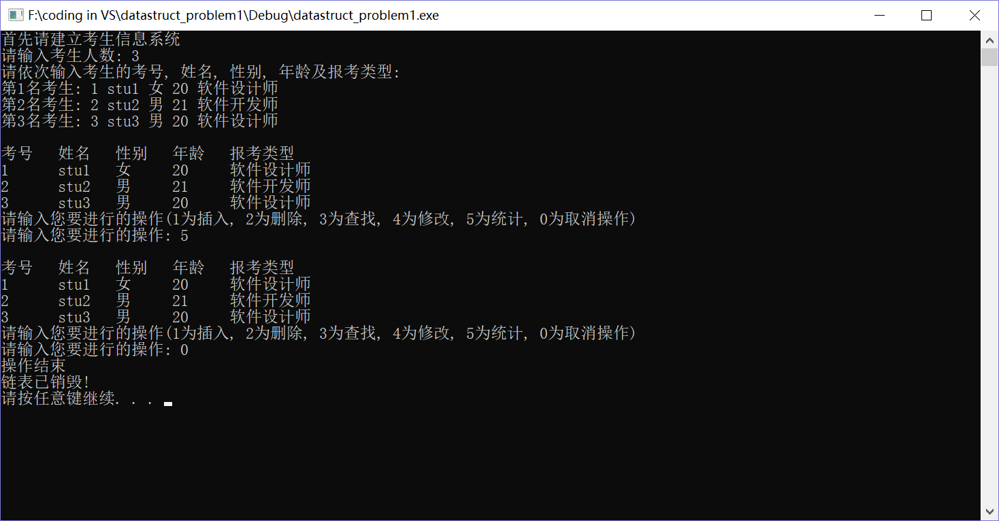 F:\coding in VS\datastruct_problem1\Debug\datastruct_problem1.exe
首先请建立考生信息系统
请输入考生人数: 3
请依次输入考生的考号, 姓名, 性别, 年龄及报考类型:
第1名考生: 1 stu1 女 20 软件设计师
第2名考生: 2 stu2 男 21 软件开发师
第3名考生: 3 stu3 男 20 软件设计师
考号 姓名 性别 年龄 报考类型
1 stu1 女 20 软件设计师
2 stu2 男 21 软件开发师
3 stu3 男 20 软件设计师
请输入您要进行的操作(1为插入, 2为删除, 3为查找, 4为修改, 5为统计, 0为取消操作)
请输入您要进行的操作: 5
考号 姓名 性别 年龄 报考类型
1 stu1 女 20 软件设计师
2 stu2 男 21 软件开发师
3 stu3 男 20 软件设计师
请输入您要进行的操作(1为插入, 2为删除, 3为查找, 4为修改, 5为统计, 0为取消操作)
请输入您要进行的操作: 0
操作结束
链表已销毁!
请按任意键继续. . .